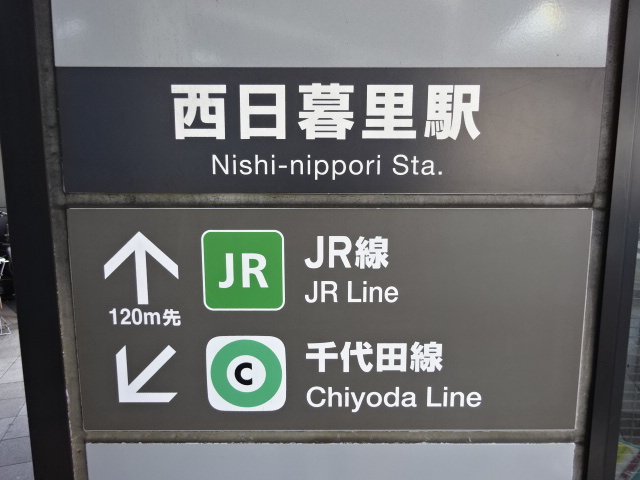 西日暮里駅
Nishi-nippori Sta.
JR
JR線
JR Line
120m先
C
千代田線
Chiyoda Line